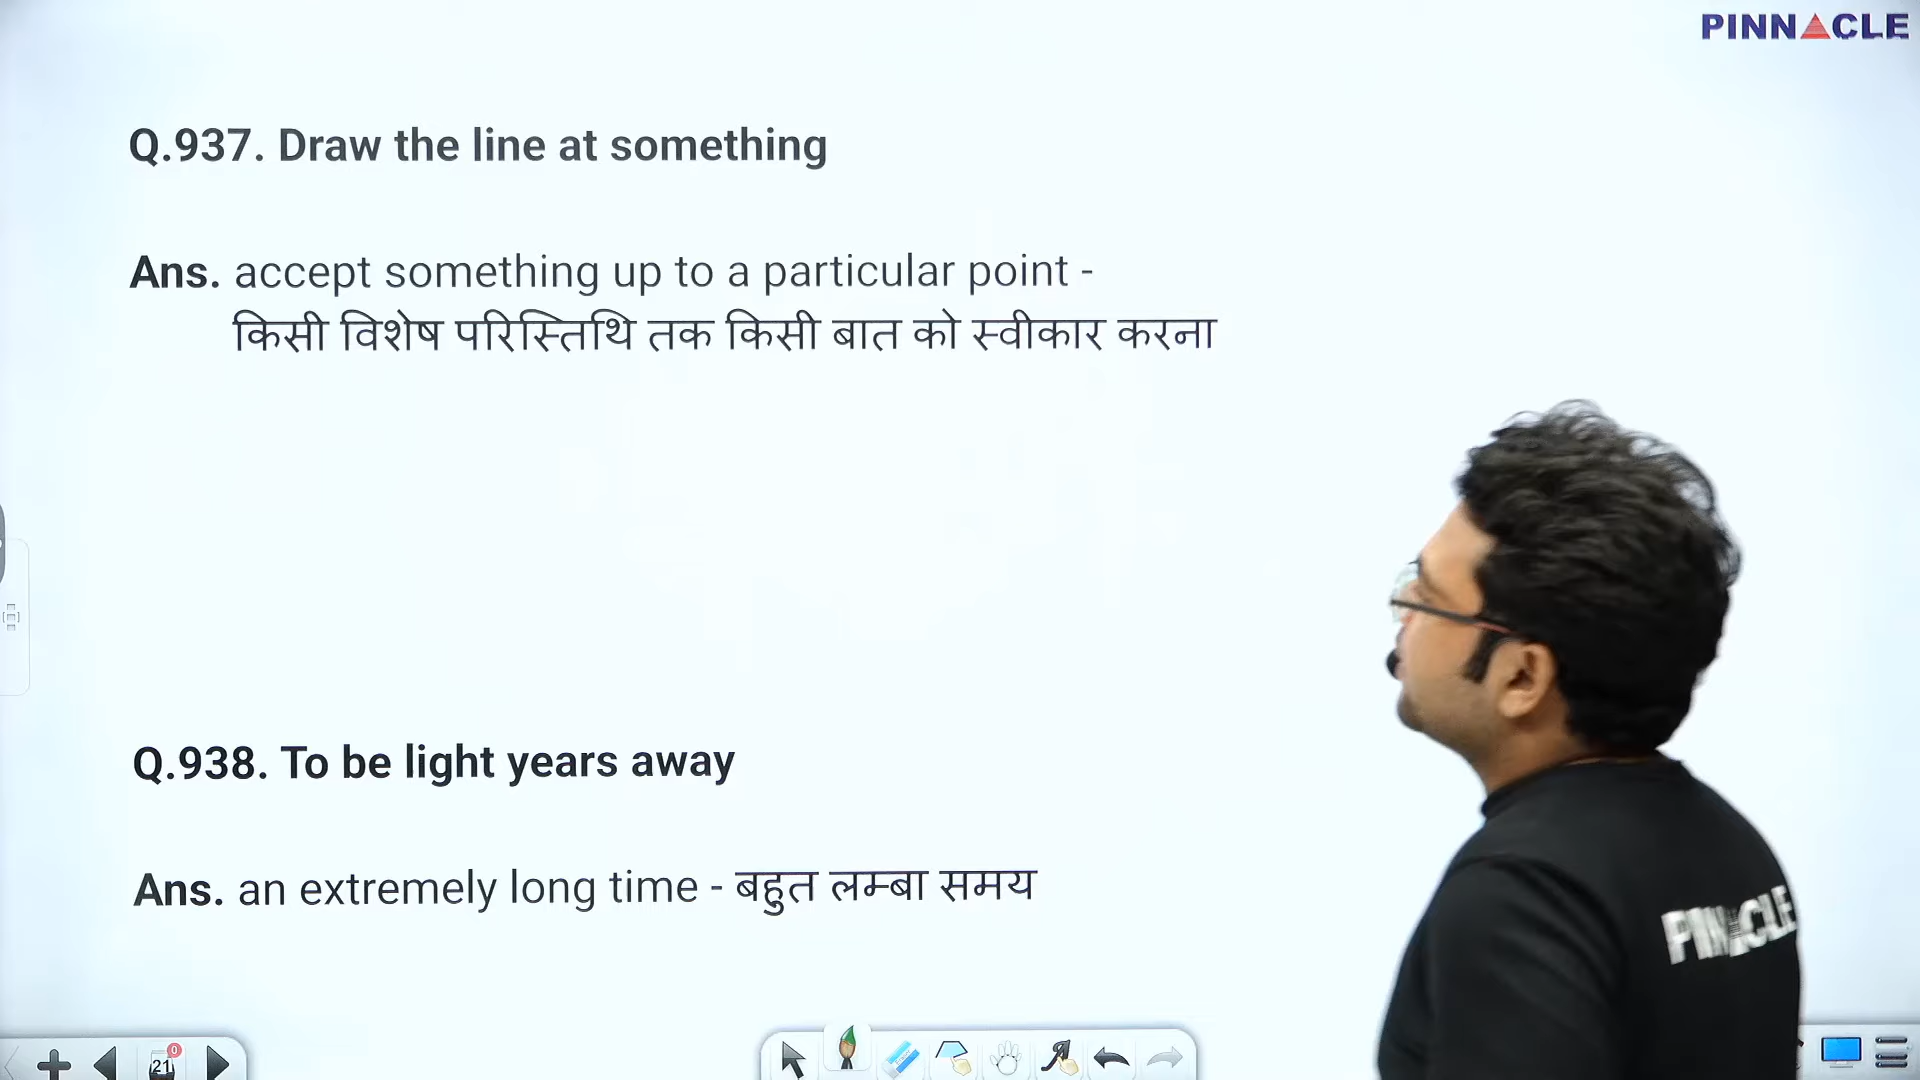 PINNACLE
Q.937. Draw the line at something
Ans. accept something up to a particular point -
किसी विशेष परिस्तिथि तक किसी बात को स्वीकार करना
Q.938. To be light years away
Ans. an extremely long time - बहुत लम्बा समय
PINNACLE
21
0